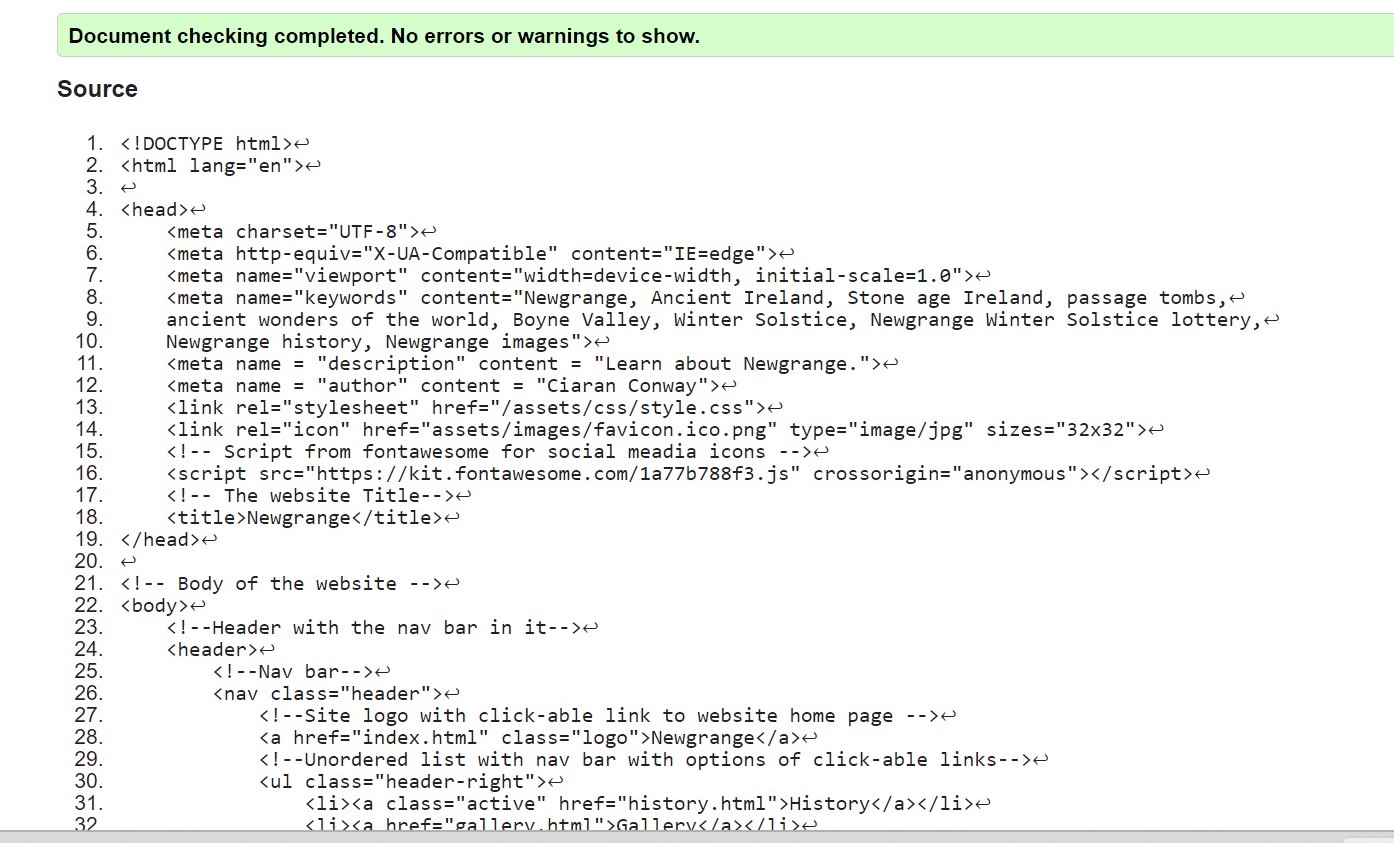 Document checking completed. No errors or warnings to show.
Source
1. <!DOCTYPE html>↩
2. <html lang="en">↩
3. ↩
4. <head>↩
5.     <meta charset="UTF-8">↩
6.     <meta http-equiv="X-UA-Compatible" content="IE=edge">↩
7.     <meta name="viewport" content="width=device-width, initial-scale=1.0">↩
8.     <meta name="keywords" content="Newgrange, Ancient Ireland, Stone age Ireland, passage tombs,↩
9.     ancient wonders of the world, Boyne Valley, Winter Solstice, Newgrange Winter Solstice lottery,↩
10.     Newgrange history, Newgrange images">↩
11.     <meta name = "description" content = "Learn about Newgrange.">↩
12.     <meta name = "author" content = "Ciaran Conway">↩
13.     <link rel="stylesheet" href="/assets/css/style.css">↩
14.     <link rel="icon" href="assets/images/favicon.ico.png" type="image/jpg" sizes="32x32">↩
15.     <!-- Script from fontawesome for social meadia icons -->↩
16.     <script src="https://kit.fontawesome.com/1a77b788f3.js" crossorigin="anonymous"></script>↩
17.     <!-- The website Title-->↩
18.     <title>Newgrange</title>↩
19. </head>↩
20. ↩
21. <!-- Body of the website -->↩
22. <body>↩
23.     <!--Header with the nav bar in it-->↩
24.     <header>↩
25.         <!--Nav bar-->↩
26.         <nav class="header">↩
27.             <!--Site logo with click-able link to website home page -->↩
28.             <a href="index.html" class="logo">Newgrange</a>↩
29.             <!--Unordered list with nav bar with options of click-able links-->↩
30.             <ul class="header-right">↩
31.                 <li><a class="active" href="history.html">History</a></li>↩
32                 <li><a href="gallery.html">Gallery</a></li>↩